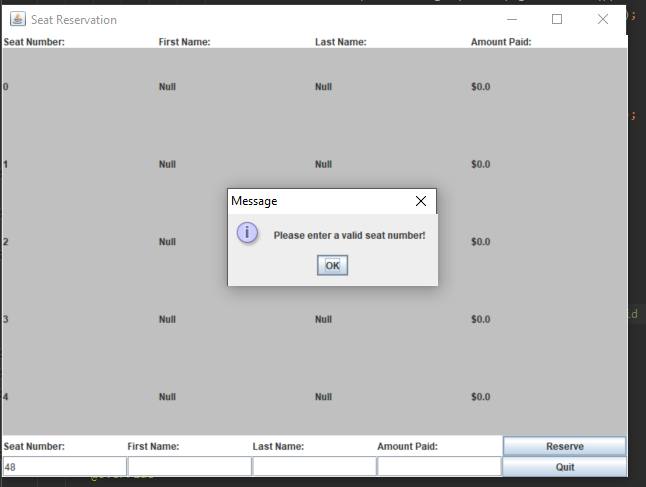 Seat Reservation
Seat Number: First Name: Last Name: Amount Paid:
0 Null Null $0.0
1 Null Null $0.0
Message
Please enter a valid seat number!
2 Null Null $0.0
OK
3 Null Null $0.0
4 Null Null $0.0
Seat Number: First Name: Last Name: Amount Paid: Reserve
48 Quit